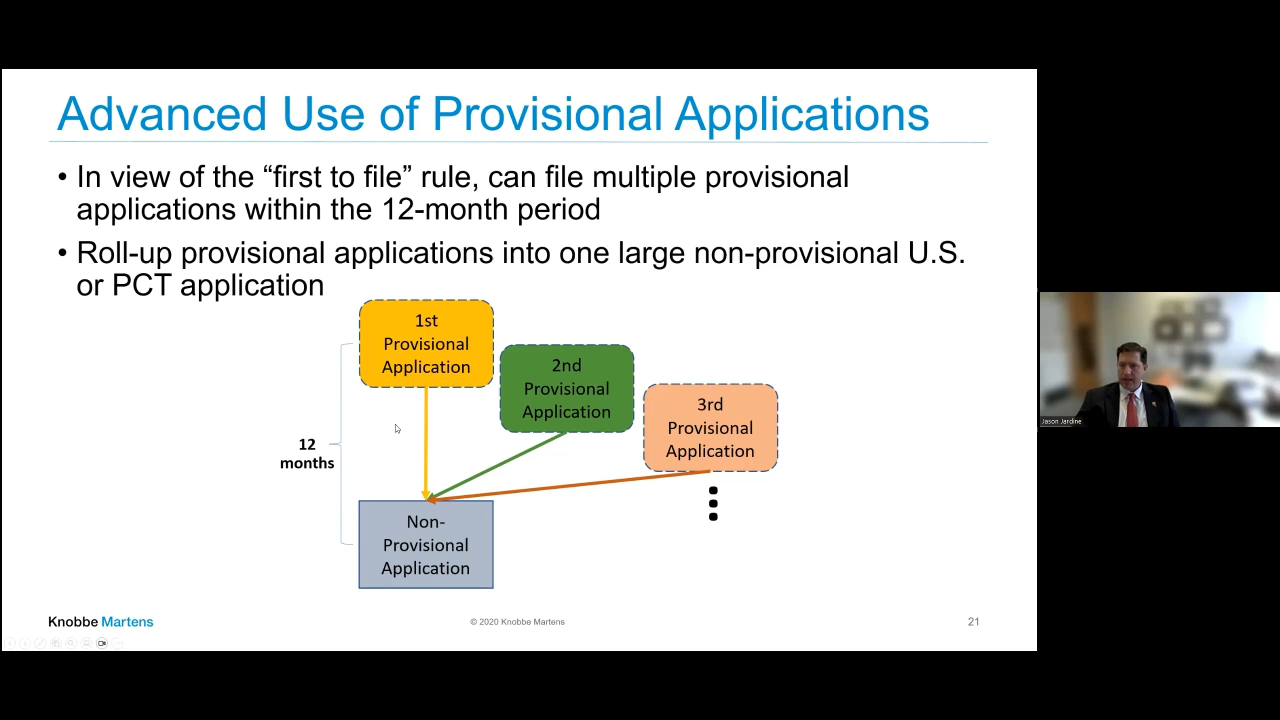 Advanced Use of Provisional Applications
• In view of the “first to file” rule, can file multiple provisional
applications within the 12-month period
• Roll-up provisional applications into one large non-provisional U.S.
or PCT application
1st
Provisional
Application
2nd
Provisional
Application
3rd
Provisional
Application
12
months
Non-
Provisional
Application
Knobbe Martens
© 2020 Knobbe Martens
21
Jason Jardine